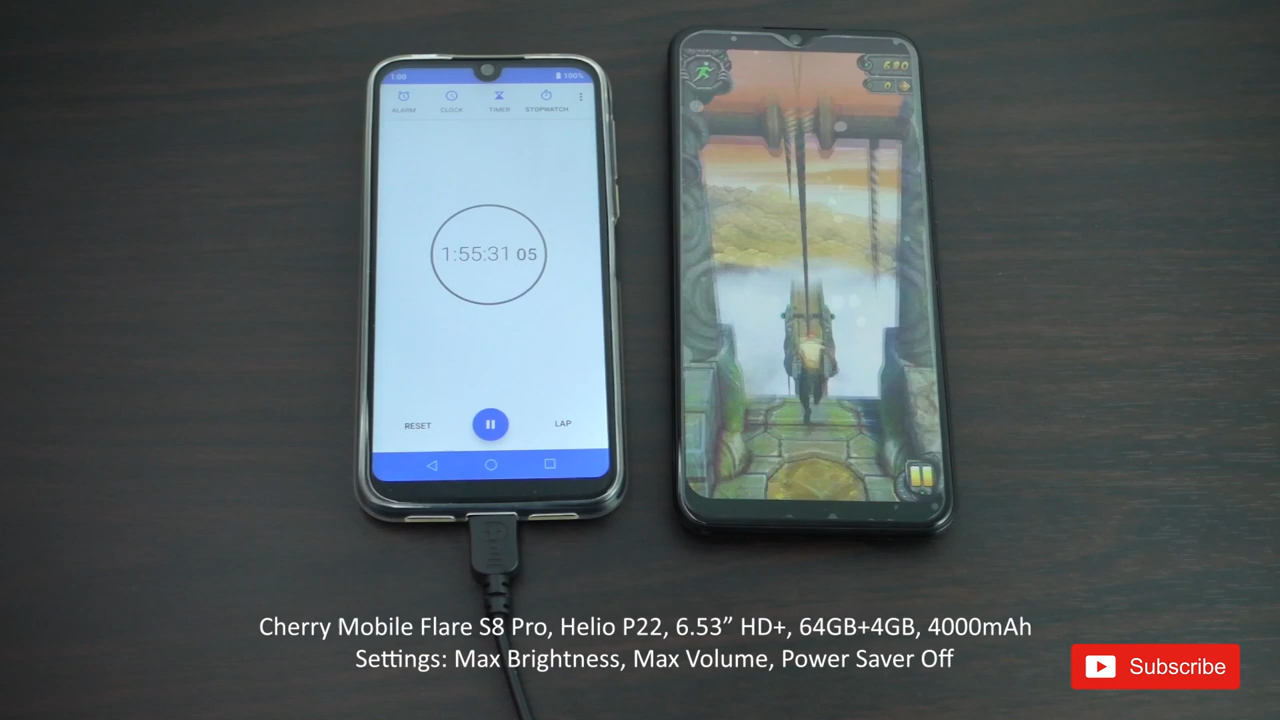 1:00
100%
ALARM
CLOCK
TIMER
STOPWATCH
1:55:31 05
RESET
LAP
680
0
Cherry Mobile Flare S8 Pro, Helio P22, 6.53” HD+, 64GB+4GB, 4000mAh
Settings: Max Brightness, Max Volume, Power Saver Off
Subscribe